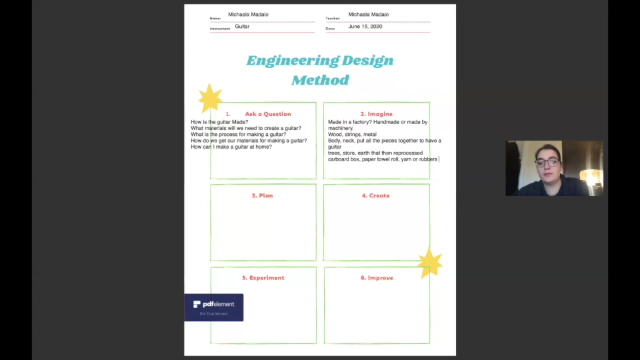 Name: Michaela Madaio
Teacher: Michaela Madaio
Instrument: Guitar
Date: June 15, 2020
Engineering Design
Method
1. Ask a Question
How is the guitar Made?
What materials will we need to create a guitar?
What is the process for making a guitar?
How do we get our materials for making a guitar?
How can I make a guitar at home?
2. Imagine
Made in a factory? Handmade or made by
machinery.
Wood, strings, metal
Body, neck, put all the pieces together to have a
guitar
trees, store, earth that then reprocessed
carboard box, paper towel roll, yarn or rubbers
3. Plan
4. Create
5. Experiment
6. Improve
pdfelement
The Trial Version